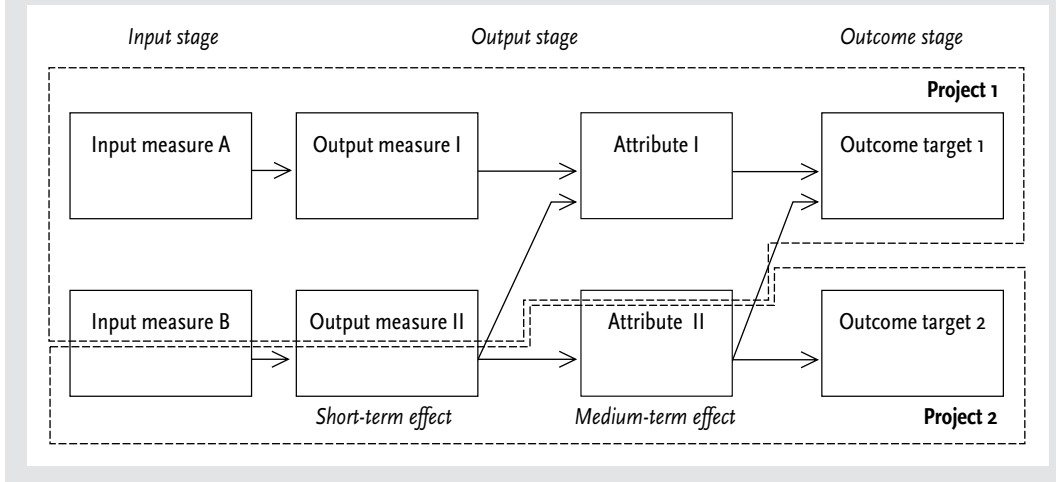 Input stage
Output stage
Outcome stage
Project 1
Input measure A
Output measure I
Attribute I
Outcome target 1
Input measure B
Output measure II
Attribute II
Outcome target 2
Short-term effect
Medium-term effect
Project 2